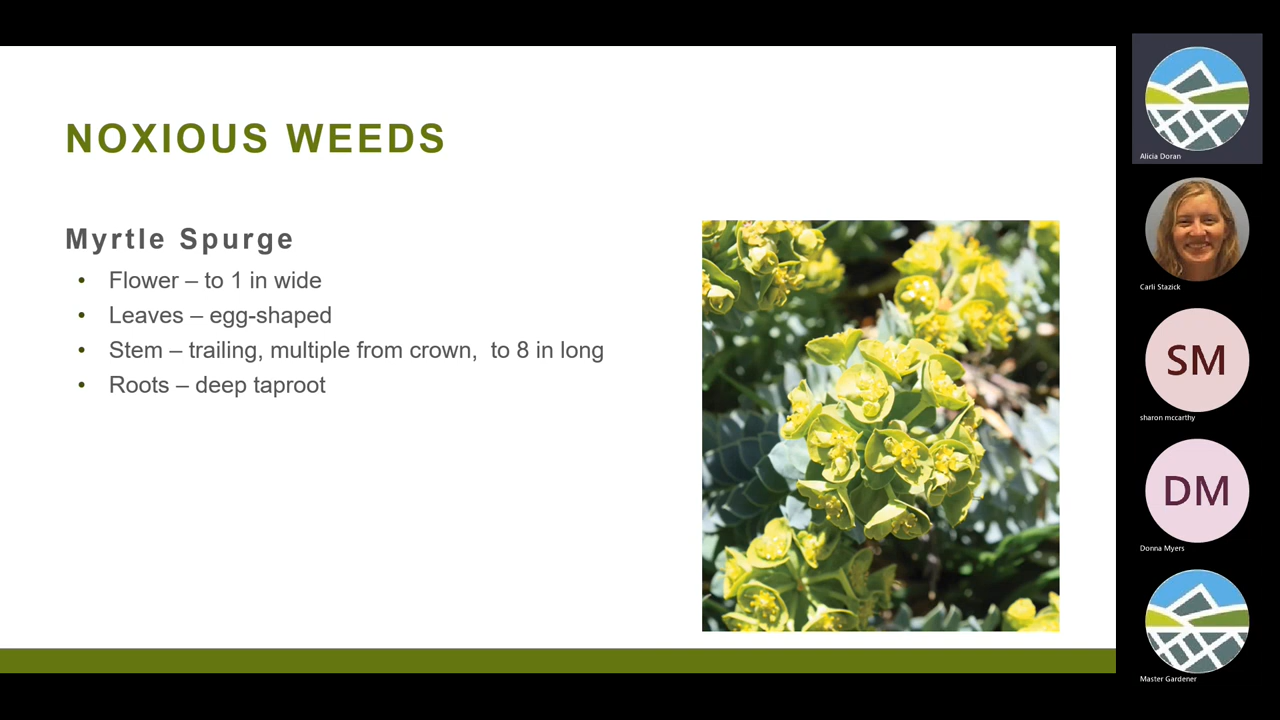 NOXIOUS WEEDS
Myrtle Spurge
• Flower – to 1 in wide
• Leaves – egg-shaped
• Stem – trailing, multiple from crown,  to 8 in long
• Roots – deep taproot
Alicia Doran
Carli Stazick
SM
sharon mccarthy
DM
Donna Myers
Master Gardener